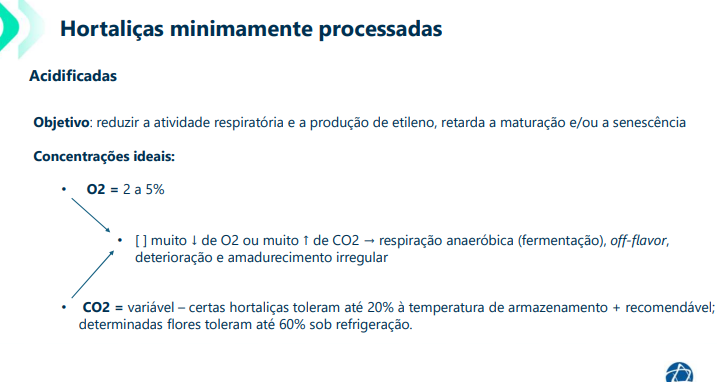 Hortaliças minimamente processadas
Acidificadas
Objetivo: reduzir a atividade respiratória e a produção de etileno, retarda a maturação e/ou a senescência
Concentrações ideais:
• O2 = 2 a 5%
• [ ] muito ↓ de O2 ou muito ↑ de CO2 → respiração anaeróbica (fermentação), off-flavor,
deterioração e amadurecimento irregular
• CO2 = variável – certas hortaliças toleram até 20% à temperatura de armazenamento + recomendável;
determinadas flores toleram até 60% sob refrigeração.